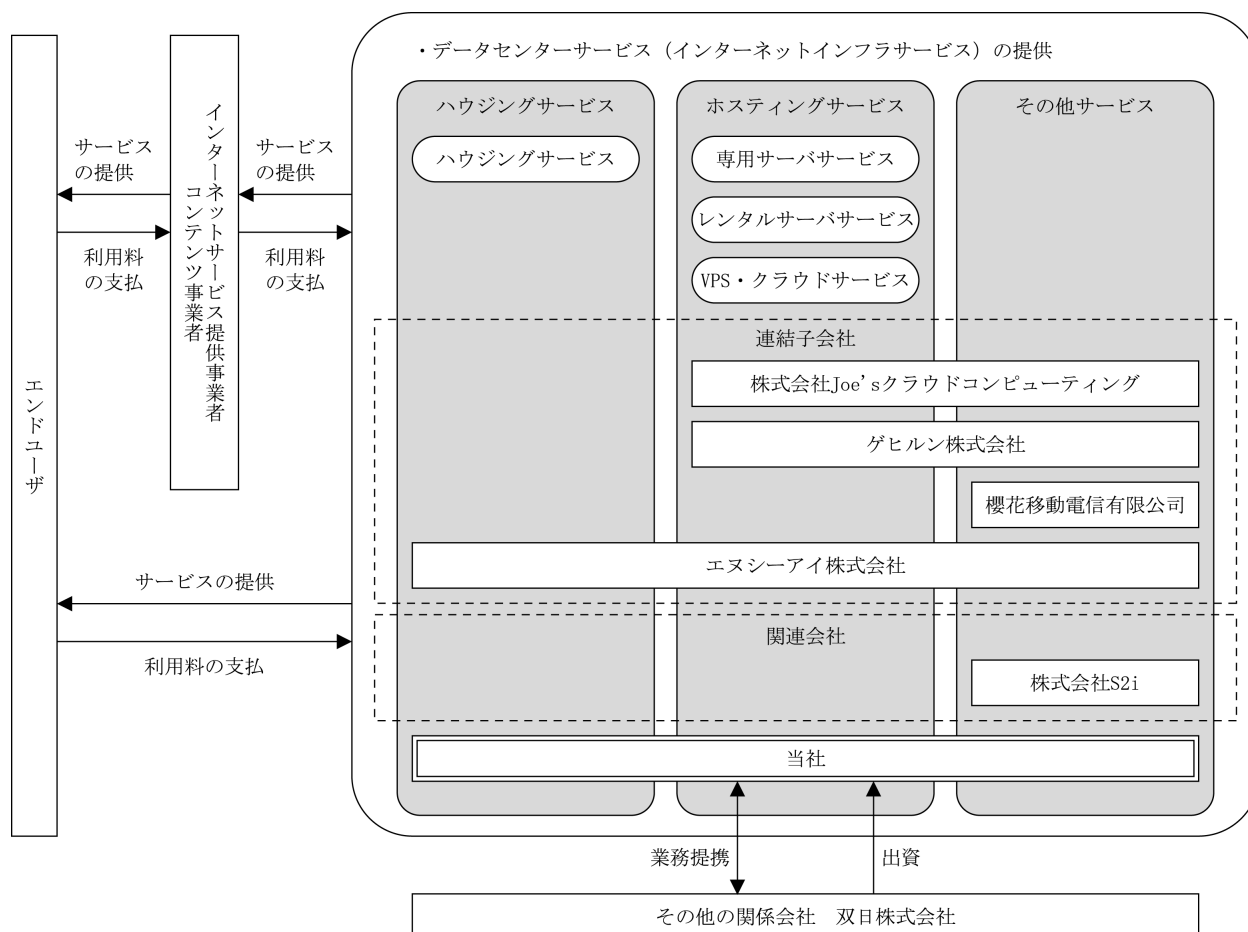 ・データセンターサービス（インターネットインフラサービス）の提供
ハウジングサービス
ホスティングサービス
その他サービス
ハウジングサービス
専用サーバサービス
レンタルサーバサービス
VPS・クラウドサービス
サービス
の提供
サービス
の提供
利用料
の支払
利用料
の支払
インターネットサービス提供事業者
コンテンツ事業者
エンドユーザ
連結子会社
株式会社Joe'sクラウドコンピューティング
ゲヒルン株式会社
櫻花移動電信有限公司
エヌシーアイ株式会社
サービスの提供
利用料の支払
関連会社
株式会社S2i
当社
業務提携
出資
その他の関係会社　双日株式会社